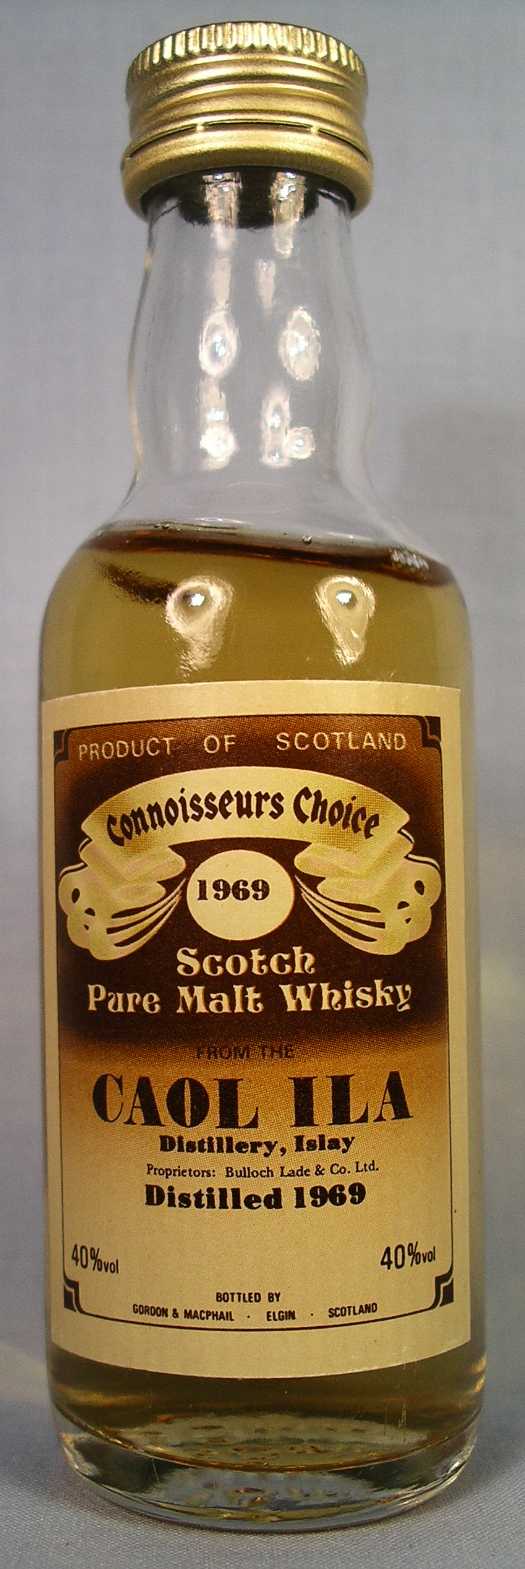 PRODUCT OF SCOTLAND
Connoisseurs Choice
1969
Scotch
Pure Malt Whisky
FROM THE
CAOL ILA
Distillery, Islay
Proprietors: Bulloch Lade & Co. Ltd.
Distilled 1969
40%vol 40%vol
BOTTLED BY
GORDON & MACPHAIL · ELGIN · SCOTLAND